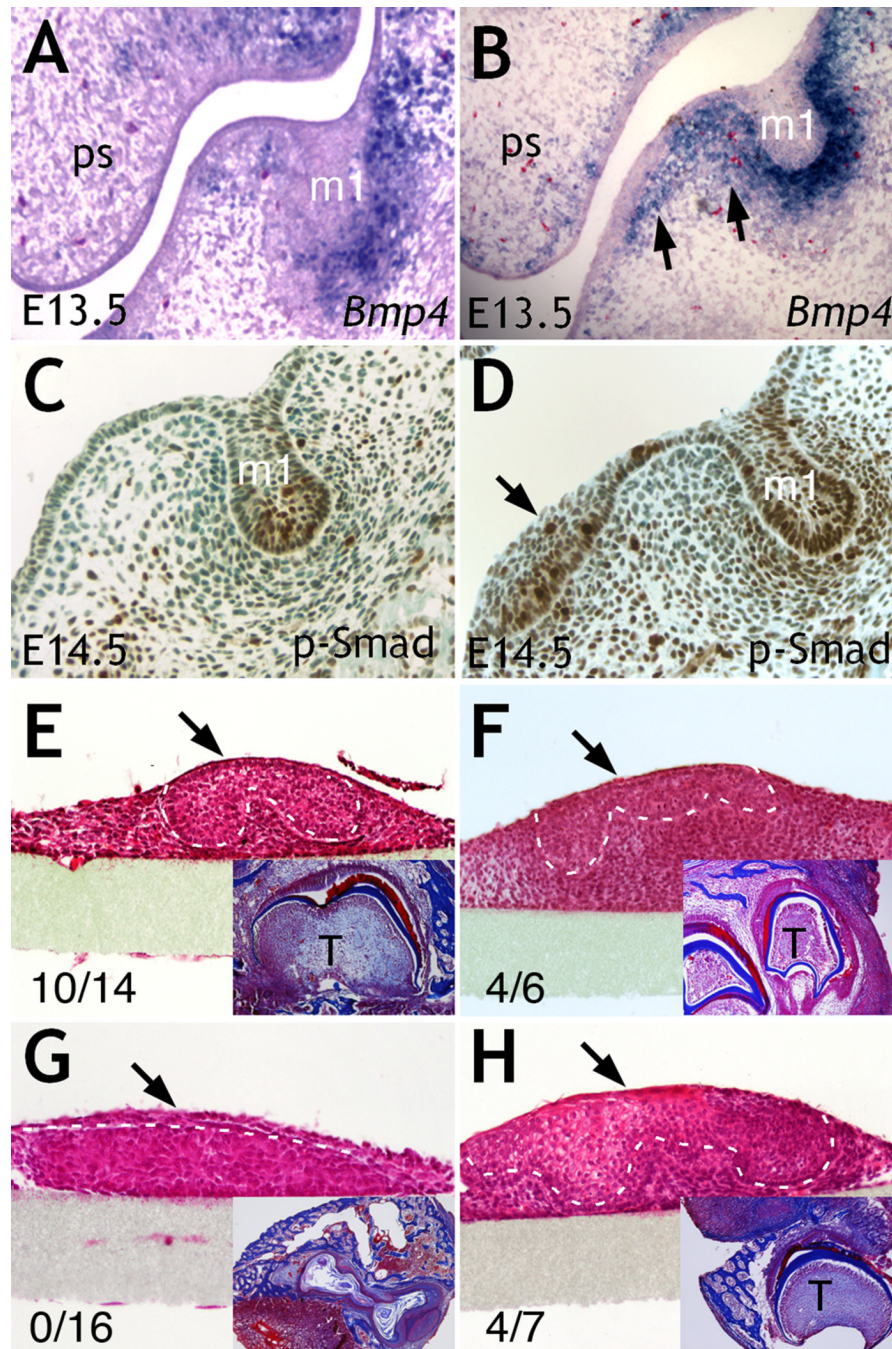 A
ps
m1
E13.5
Bmp4
B
ps
m1
E13.5
Bmp4
C
m1
E14.5
p-Smad
D
m1
E14.5
p-Smad
E
T
10/14
F
T
4/6
G
0/16
H
T
4/7